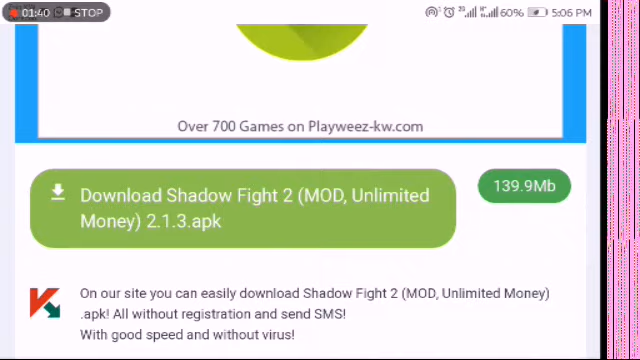 01:40 STOP
60% 5:06 PM
Over 700 Games on Playweez-kw.com
Download Shadow Fight 2 (MOD, Unlimited
Money) 2.1.3.apk
139.9Mb
On our site you can easily download Shadow Fight 2 (MOD, Unlimited Money)
.apk! All without registration and send SMS!
With good speed and without virus!